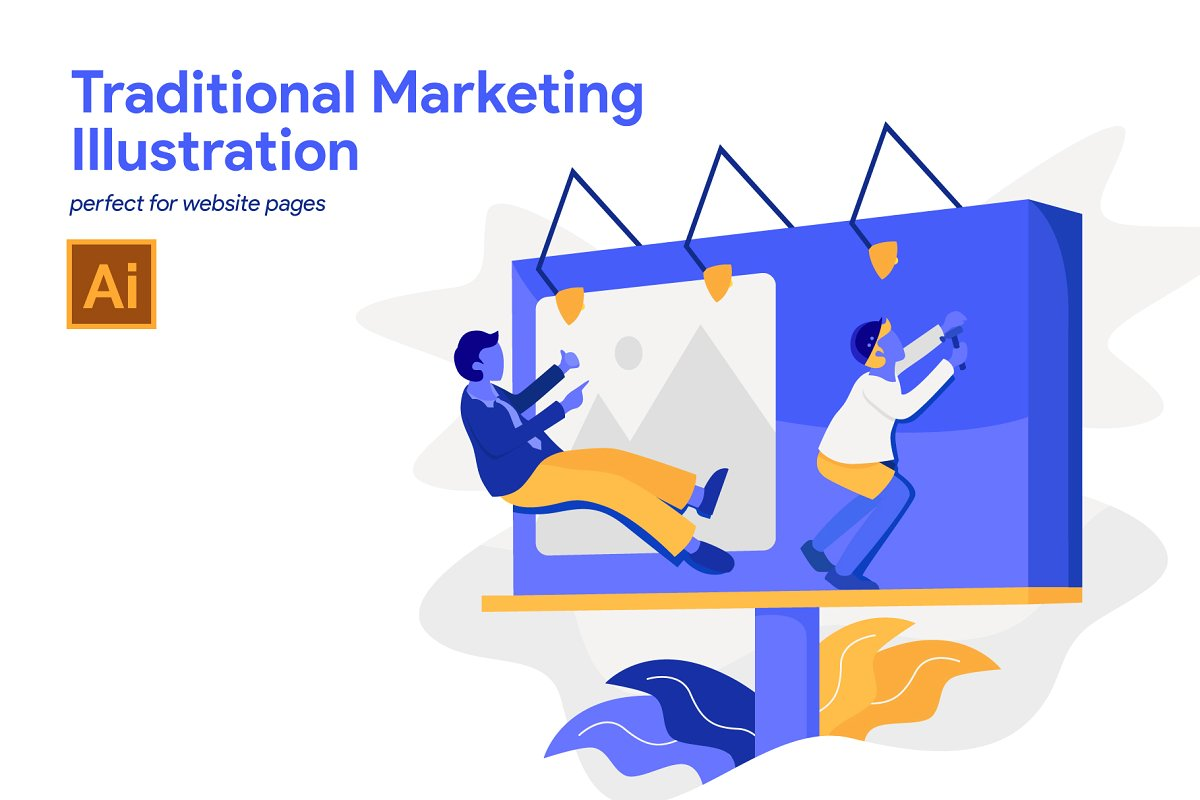 Traditional Marketing
Illustration
perfect for website pages
Ai